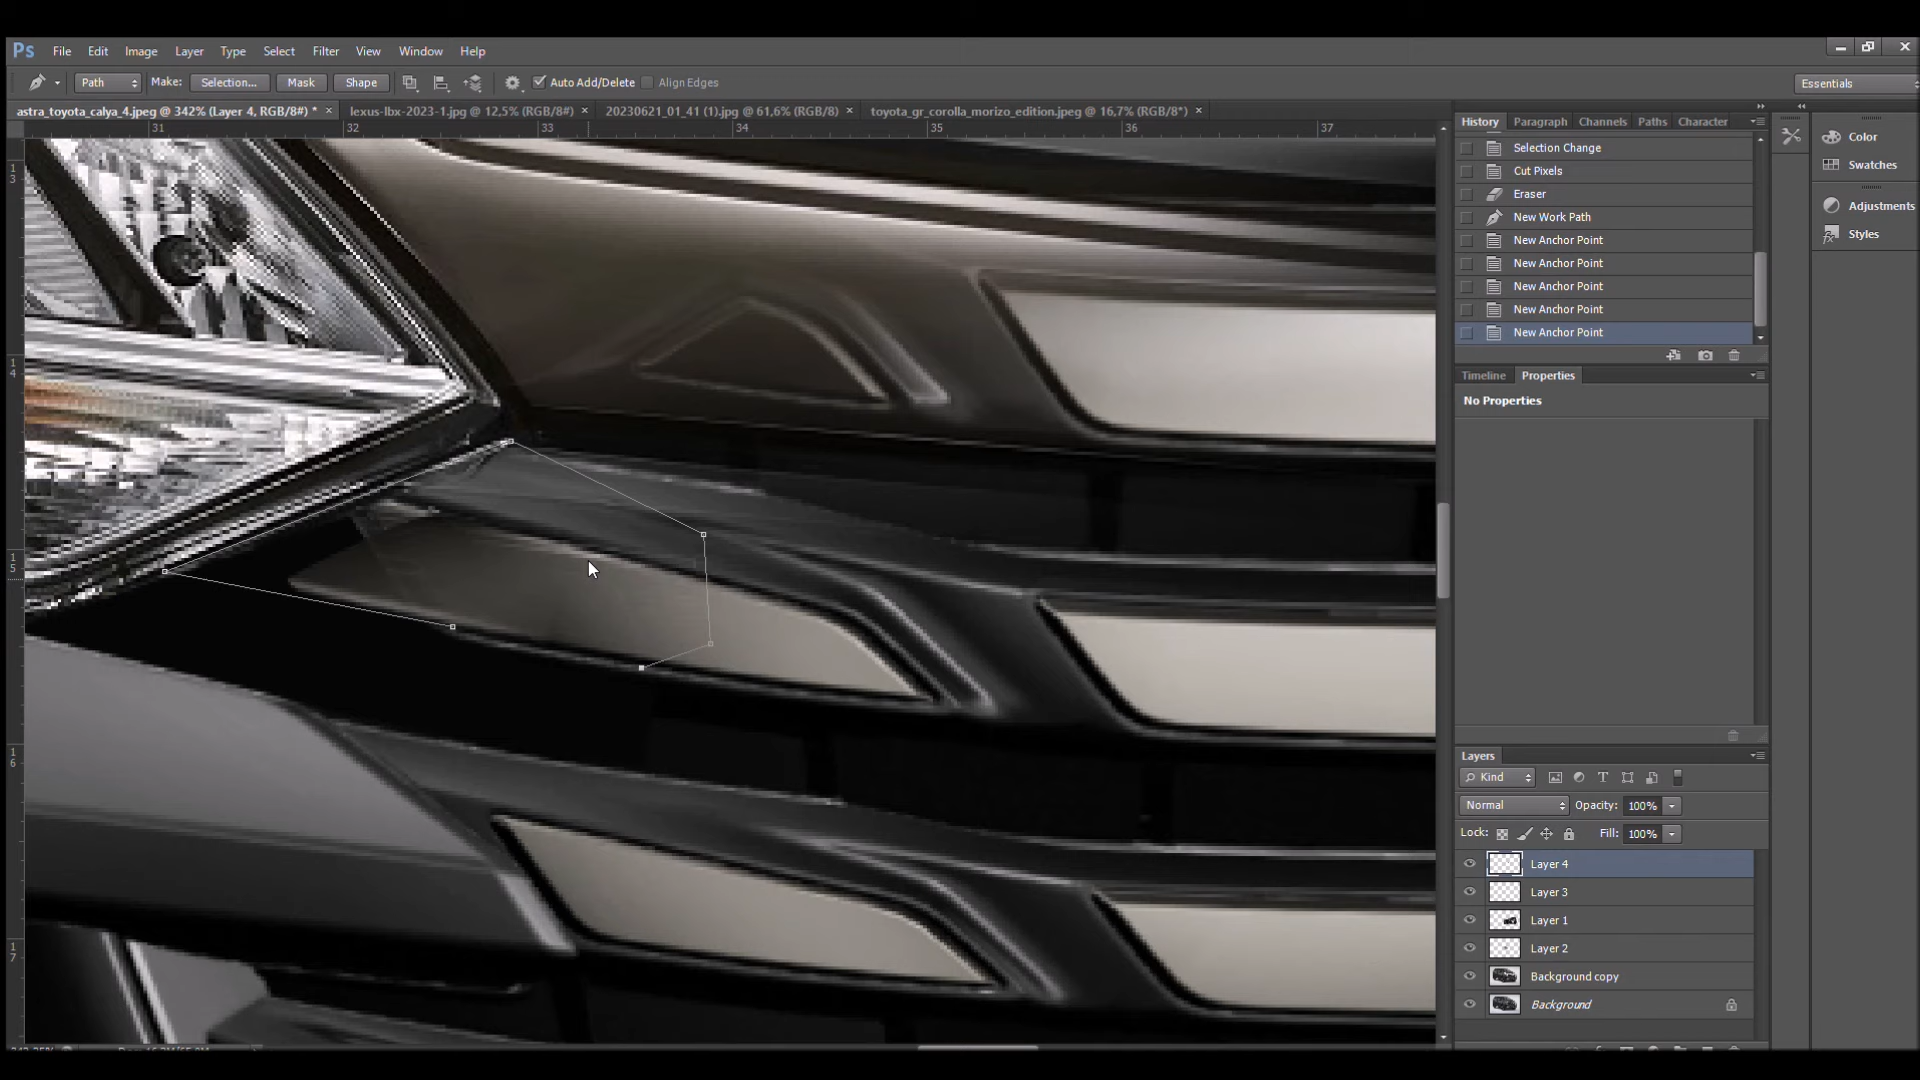 Ps File Edit Image Layer Type Select Filter View Window Help
Path Make: Selection... Mask Shape Auto Add/Delete Align Edges Essentials
astra_toyota_calya_4.jpeg @ 342% (Layer 4, RGB/8#) * × lexus-lbx-2023-1.jpg @ 12,5% (RGB/8#) × 20230621_01_41 (1).jpg @ 61,6% (RGB/8) × toyota_gr_corolla_morizo_edition.jpeg @ 16,7% (RGB/8*) ×
31 32 33 34 35 36 37
13
14
15
16
17
History Paragraph Channels Paths Character
Selection Change
Cut Pixels
Eraser
New Work Path
New Anchor Point
New Anchor Point
New Anchor Point
New Anchor Point
New Anchor Point
Timeline Properties
No Properties
Layers
Kind
Normal Opacity: 100%
Lock: Fill: 100%
Layer 4
Layer 3
Layer 1
Layer 2
Background copy
Background
Color
Swatches
Adjustments
Styles